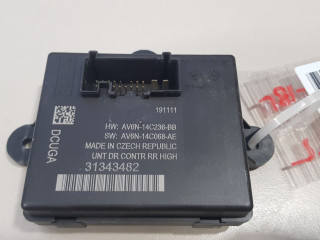 191111
HW: AV6N-14C236-BB
SW: AV6N-14C068-AE
MADE IN CZECH REPUBLIC
UNT DR CONTR RR HIGH
31343482
DCUGA